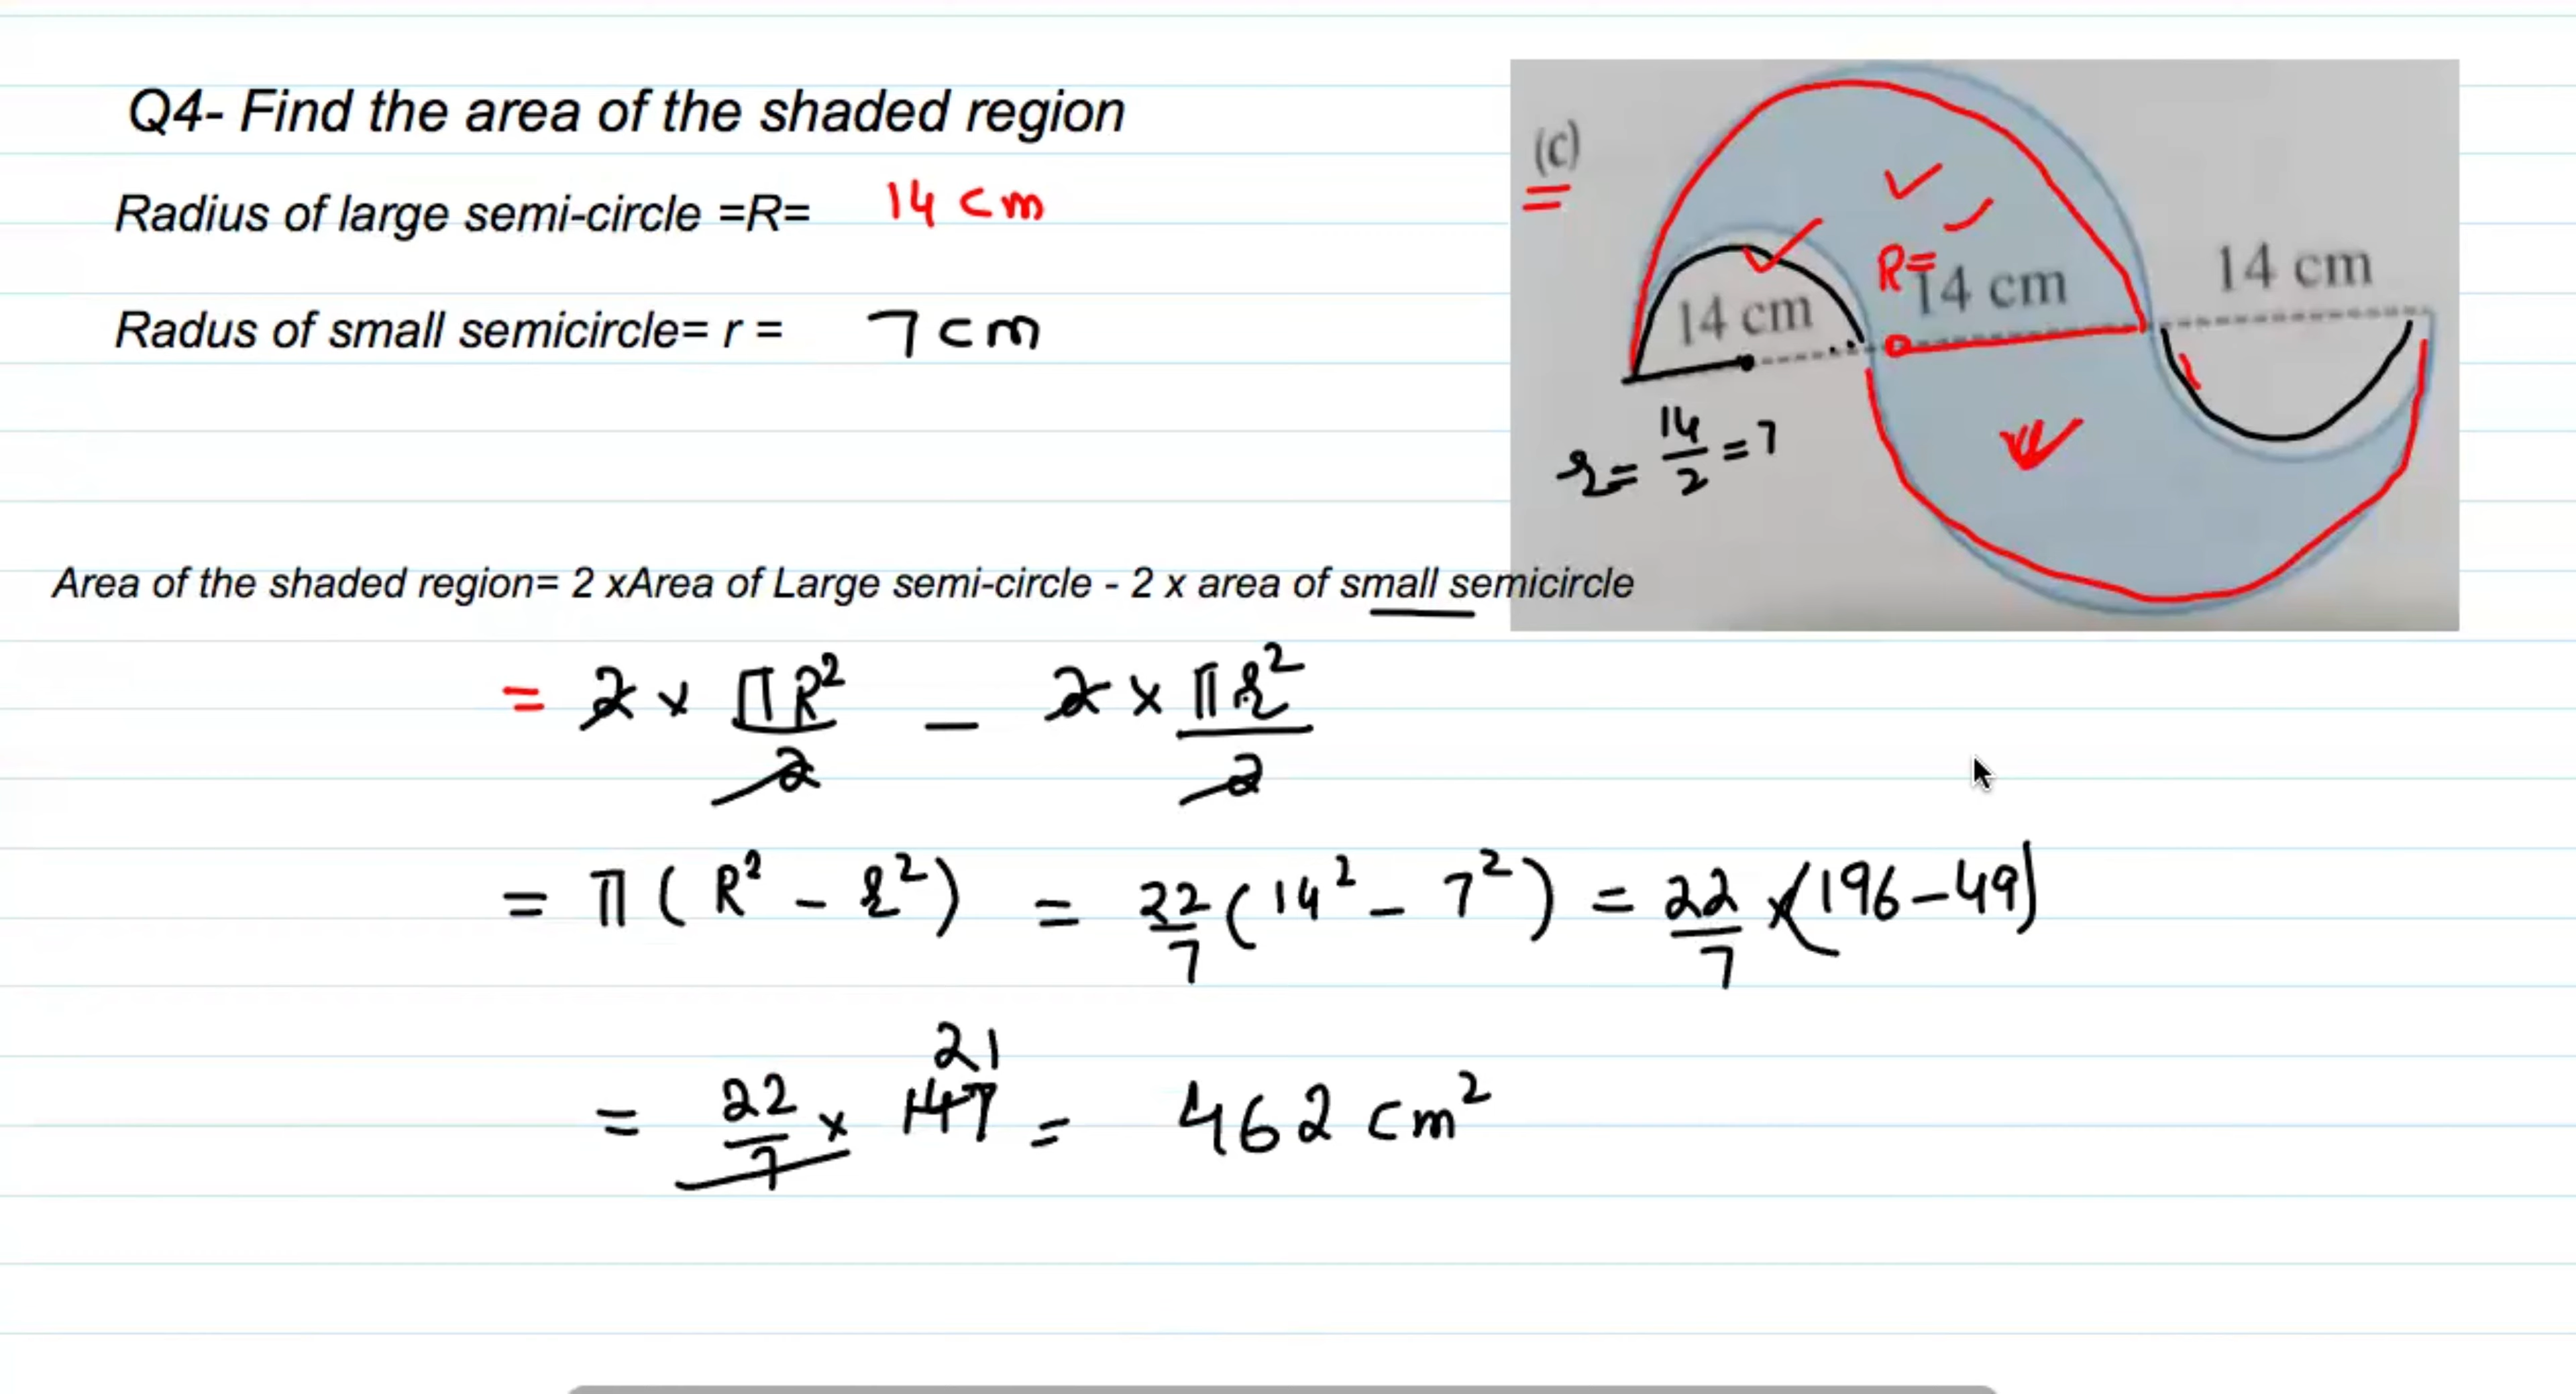 Q4- Find the area of the shaded region
Radius of large semi-circle =R= 14 cm
Radus of small semicircle= r = 7 cm
(c)
R=
14 cm
14 cm
14 cm
r = 14/2 = 7
Area of the shaded region= 2 xArea of Large semi-circle - 2 x area of small semicircle
= 2 x πR²/2 - 2 x πr²/2
= π ( R² - r² ) = 22/7 ( 14² - 7² ) = 22/7 x (196-49)
21
= 22/7 x 147 = 462 cm²